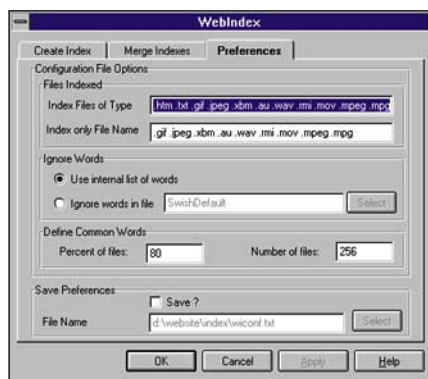 WebIndex
Create Index Merge Indexes Preferences
Configuration File Options
Files Indexed
Index Files of Type .htm .txt .gif .jpeg .xbm .au .wav .rmi .mov .mpeg .mpg
Index only File Name .gif .jpeg .xbm .au .wav .rmi .mov .mpeg .mpg
Ignore Words
Use internal list of words
Ignore words in file SwishDefault Select
Define Common Words
Percent of files: 80 Number of files: 256
Save Preferences
Save ?
File Name d:\website\index\wiconf.txt Select
OK Cancel Apply Help